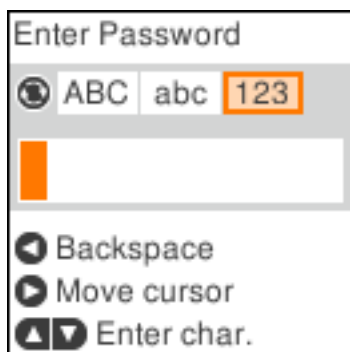 Enter Password
ABC abc 123
Backspace
Move cursor
Enter char.